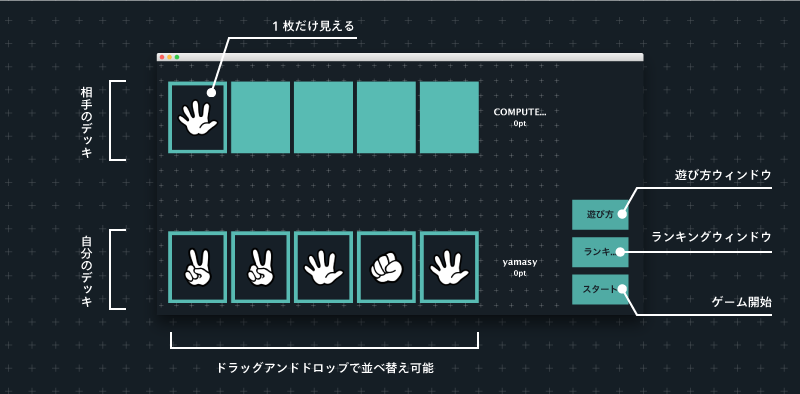 1 枚だけ見える
相手のデッキ
COMPUTE...
0pt
遊び方ウィンドウ
遊び方
ランキングウィンドウ
自分のデッキ
ランキ...
yamasy
0pt
スタート
ゲーム開始
ドラッグアンドドロップで並べ替え可能